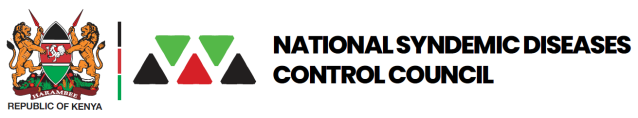 HARAMBEE
REPUBLIC OF KENYA
NATIONAL SYNDEMIC DISEASES
CONTROL COUNCIL